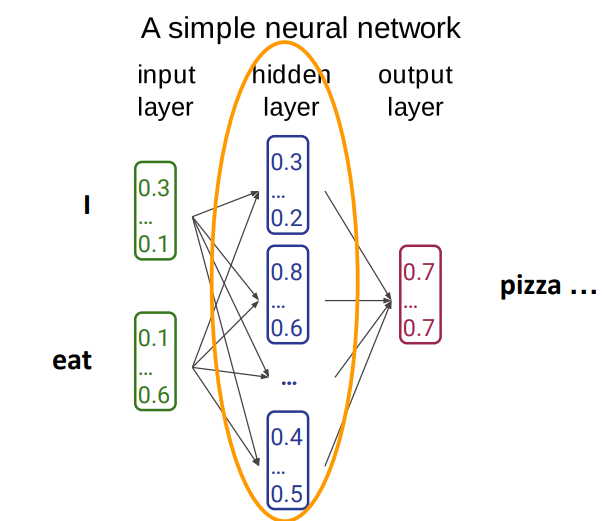 A simple neural network
input
layer
hidden
layer
output
layer
I
0.3
...
0.1
eat
0.1
...
0.6
0.3
...
0.2
0.8
...
0.6
...
0.4
...
0.5
0.7
...
0.7
pizza ...